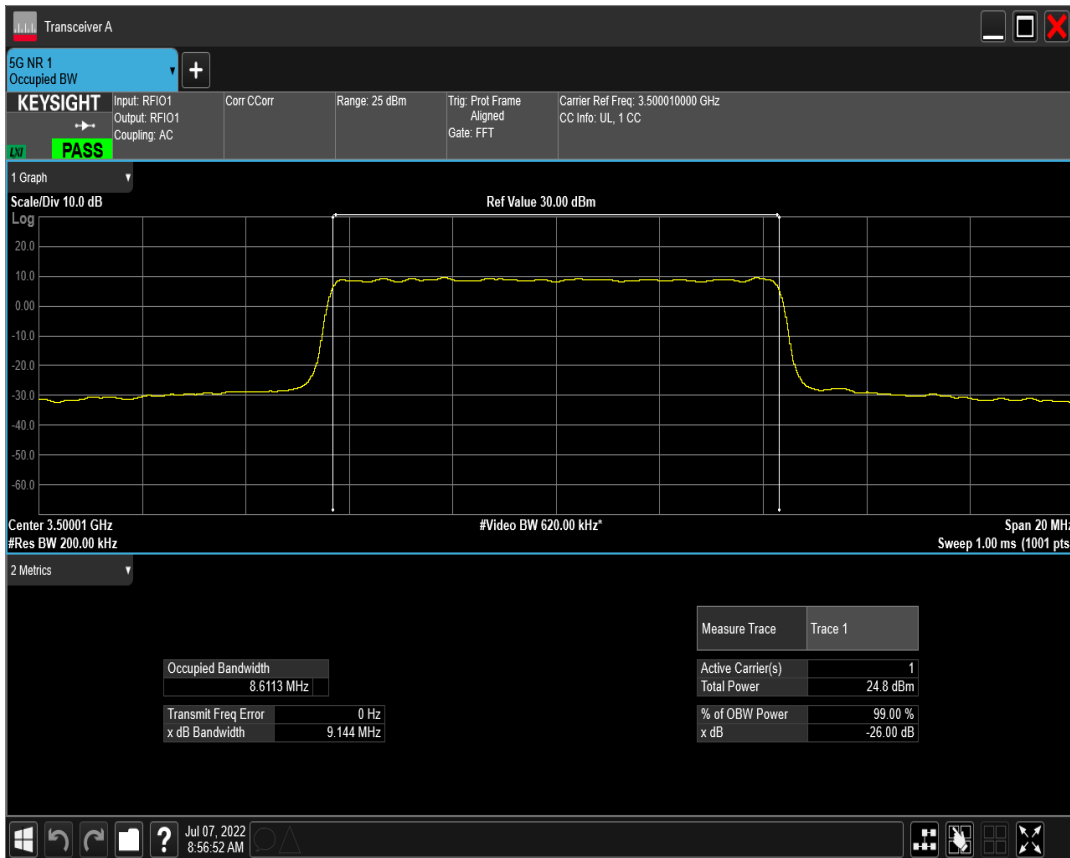 Transceiver A
5G NR 1
Occupied BW
+
KEYSIGHT
LXI
PASS
Input: RFIO1
Output: RFIO1
Coupling: AC
Corr CCorr
Range: 25 dBm
Trig: Prot Frame
Aligned
Gate: FFT
Carrier Ref Freq: 3.500010000 GHz
CC Info: UL, 1 CC
1 Graph
Scale/Div 10.0 dB
Ref Value 30.00 dBm
Log
20.0
10.0
0.00
-10.0
-20.0
-30.0
-40.0
-50.0
-60.0
Center 3.50001 GHz
#Video BW 620.00 kHz*
Span 20 MHz
#Res BW 200.00 kHz
Sweep 1.00 ms (1001 pts
2 Metrics
Measure Trace Trace 1
Occupied Bandwidth
8.6113 MHz
Active Carrier(s) 1
Total Power 24.8 dBm
Transmit Freq Error 0 Hz
x dB Bandwidth 9.144 MHz
% of OBW Power 99.00 %
x dB -26.00 dB
?
Jul 07, 2022
8:56:52 AM